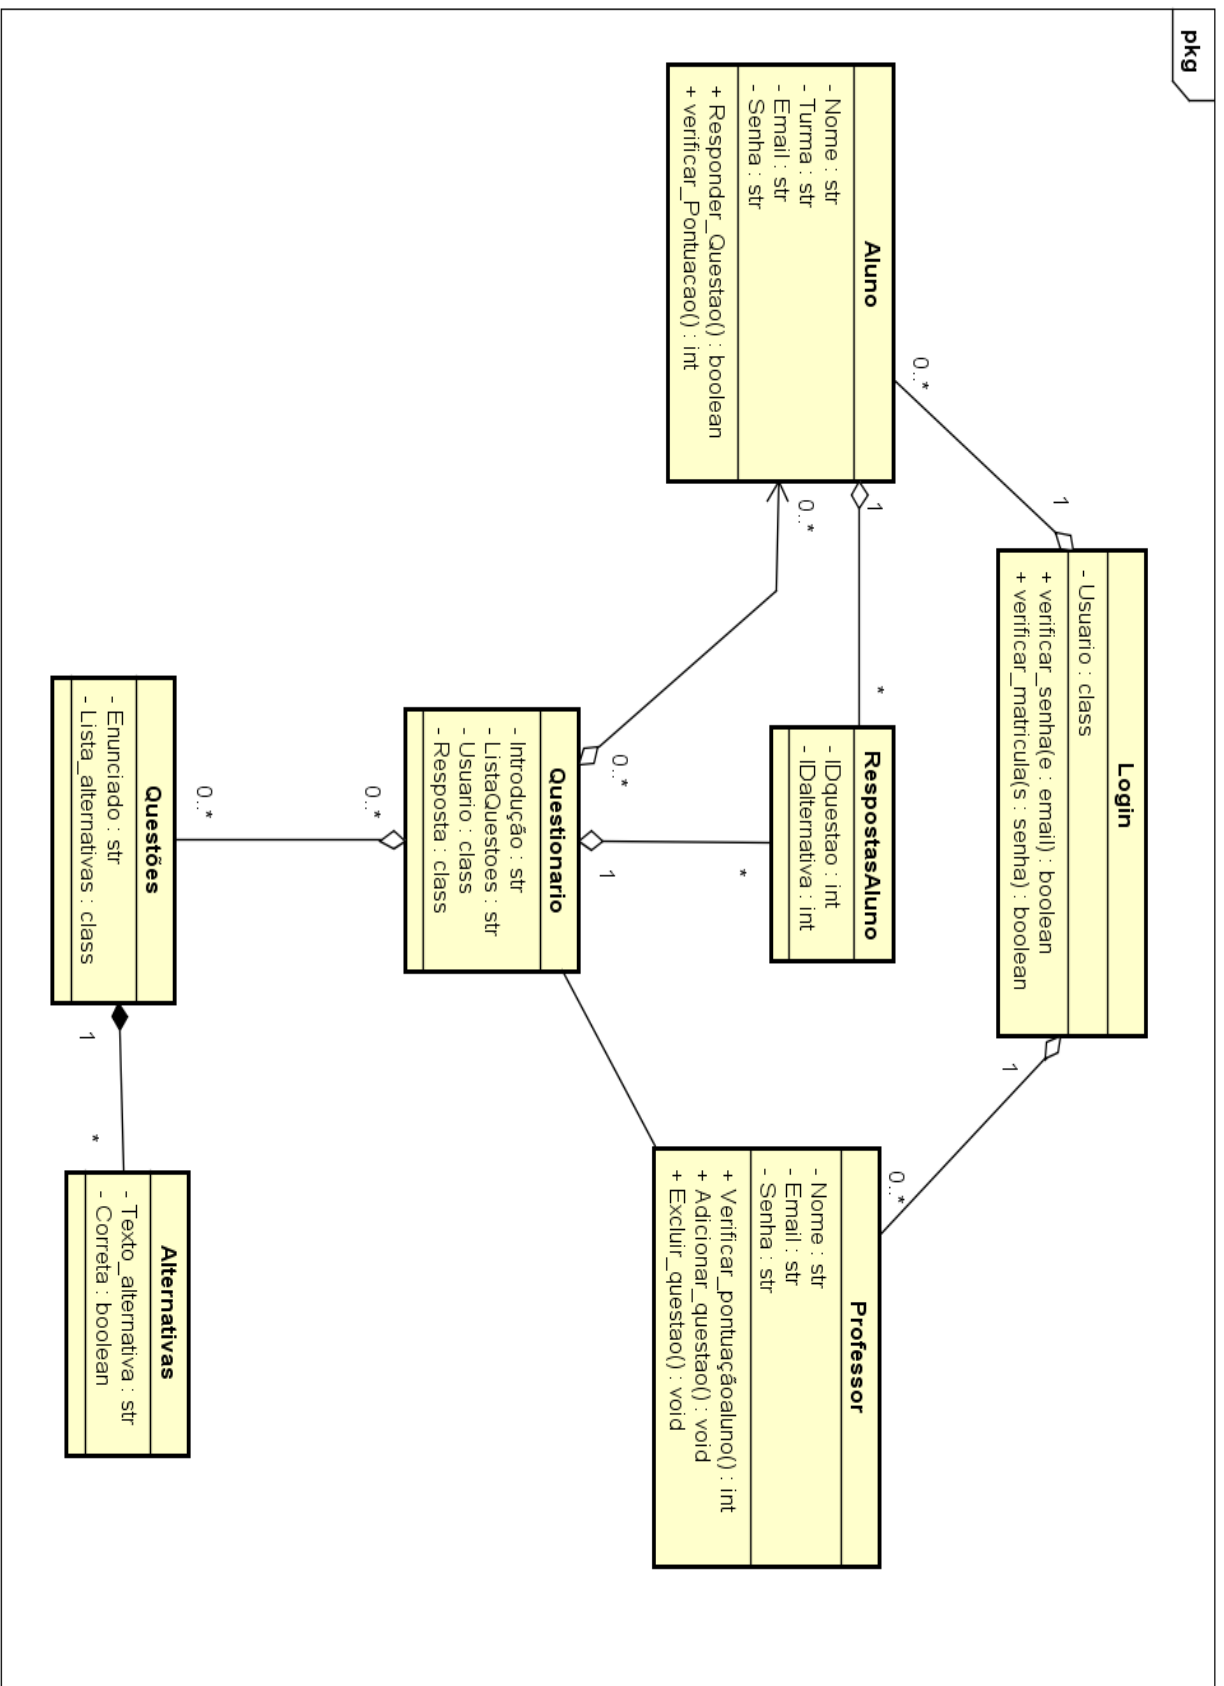 pkg
Login
- Usuario : class
+ verificar_senha(e : email) : boolean
+ verificar_matricula(s : senha) : boolean
1
1
0..*
0..*
Aluno
- Nome : str
- Turma : str
- Email : str
- Senha : str
+ Responder_Questao() : boolean
+ verificar_Pontuacao() : int
1
*
0..*
RespostasAluno
- IDquestao : int
- IDalternativa : int
Professor
- Nome : str
- Email : str
- Senha : str
+ Verificar_pontuaçãoaluno() : int
+ Adicionar_questao() : void
+ Excluir_questao() : void
*
0..*
1
Questionario
- Introdução : str
- ListaQuestoes : str
- Usuario : class
- Resposta : class
0..*
0..*
Questões
- Enunciado : str
- Lista_alternativas : class
1
*
Alternativas
- Texto_alternativa : str
- Correta : boolean